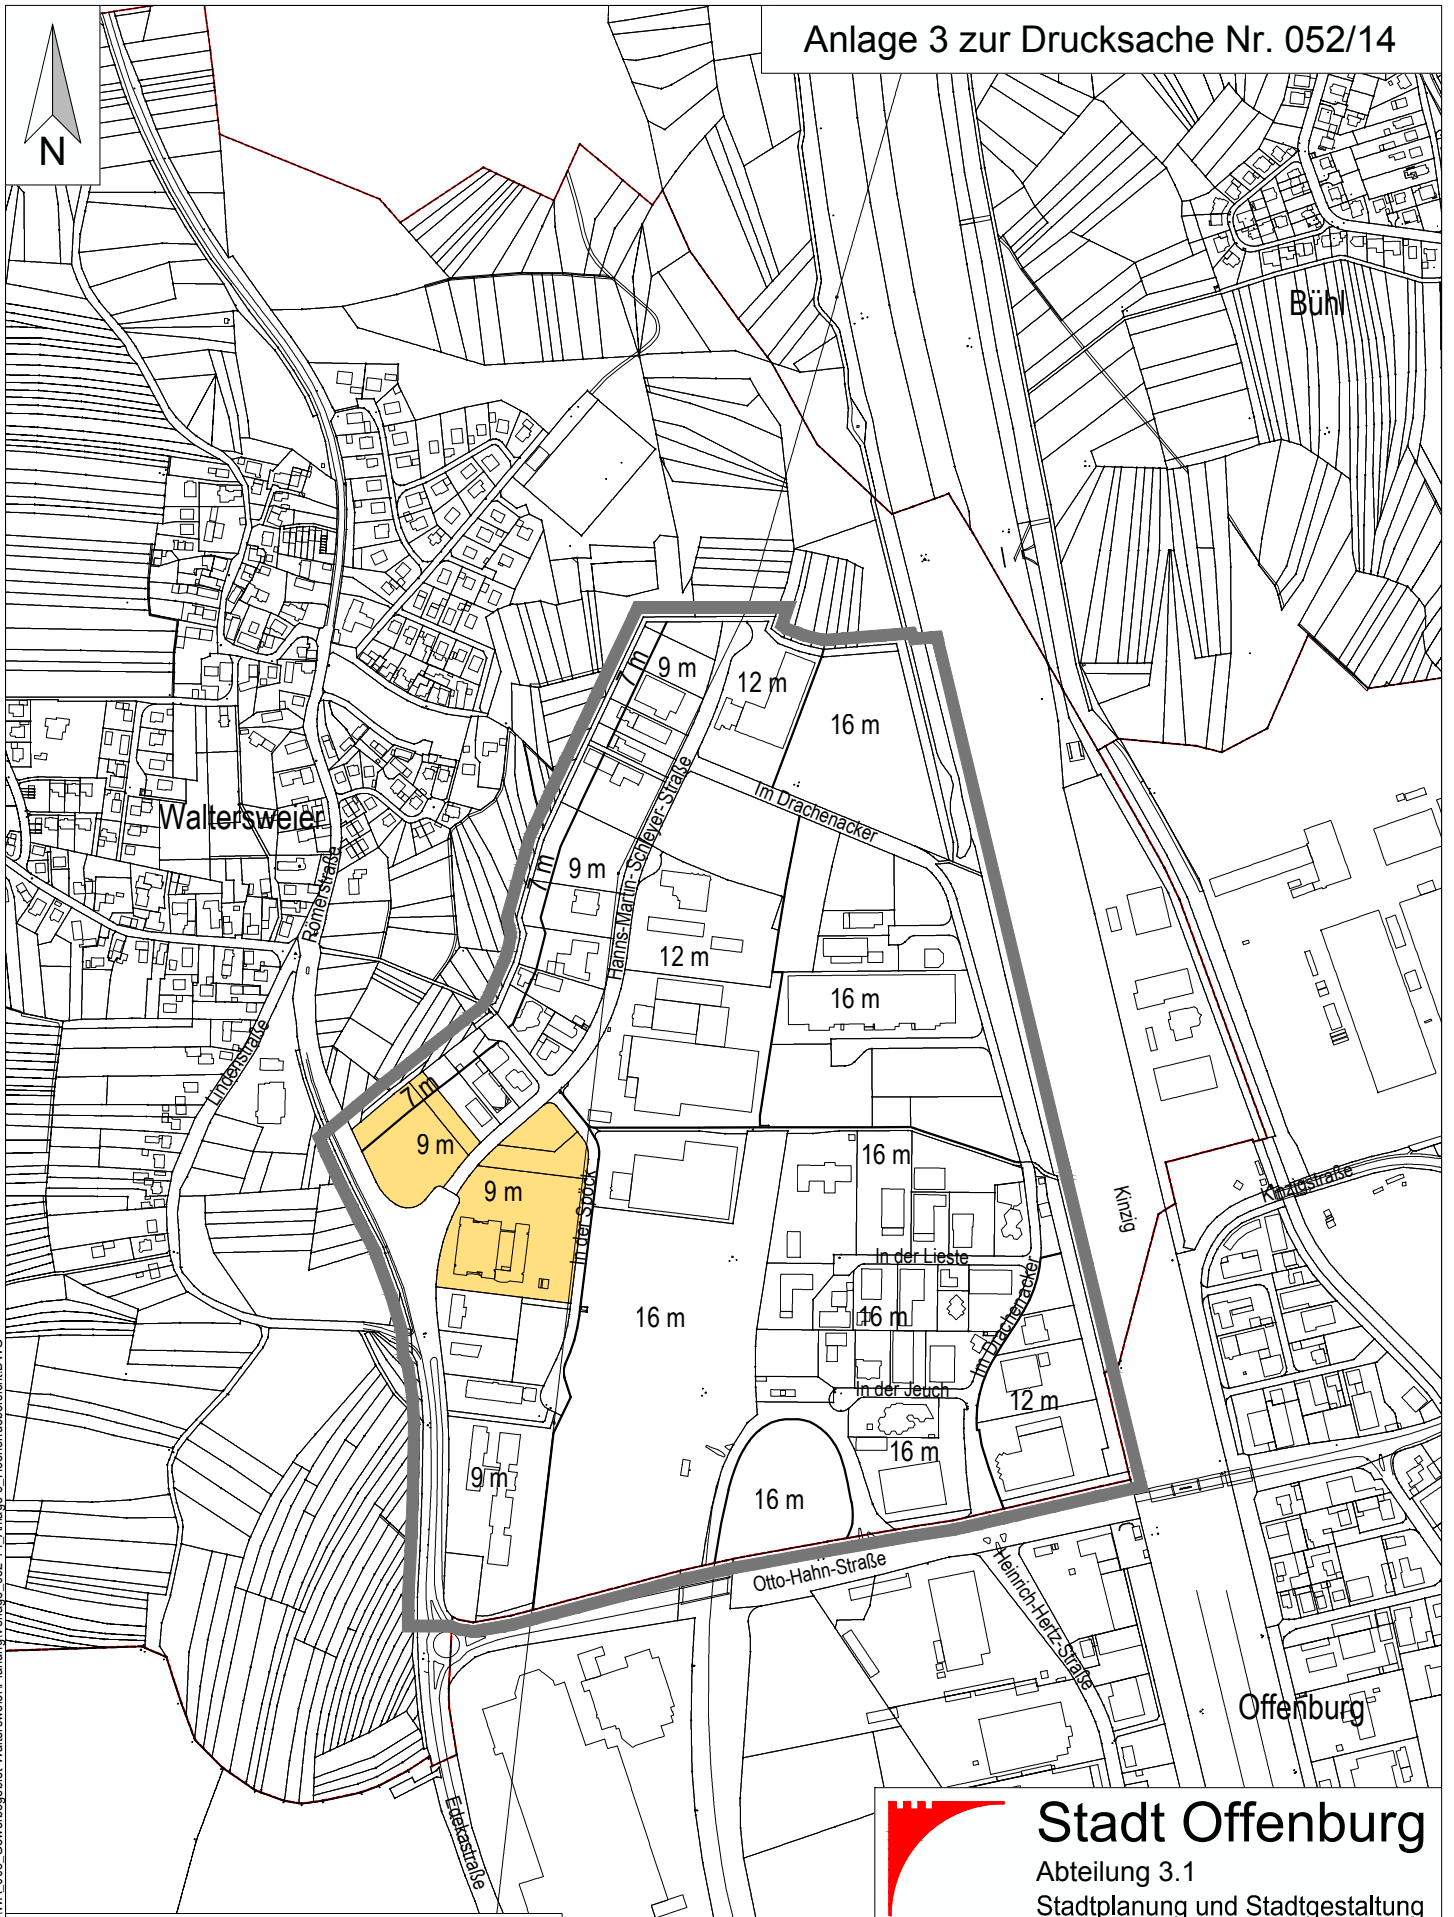 Anlage 3 zur Drucksache Nr. 052/14
N
Bühl
7 m
9 m
12 m
16 m
Waltersweier
Römerstraße
Hanns-Martin-Schleyer-Straße
Im Drachenacker
7 m
9 m
12 m
16 m
Lindenstraße
7 m
9 m
9 m
In der Spöck
16 m
Kinzig
Kinzigstraße
In der Lieste
16 m
16 m
Im Drachenacker
In der Jeuch
12 m
16 m
9 m
16 m
Otto-Hahn-Straße
Heinrich-Hertz-Straße
Offenburg
Edekastraße
Stadt Offenburg
Abteilung 3.1
Stadtplanung und Stadtgestaltung